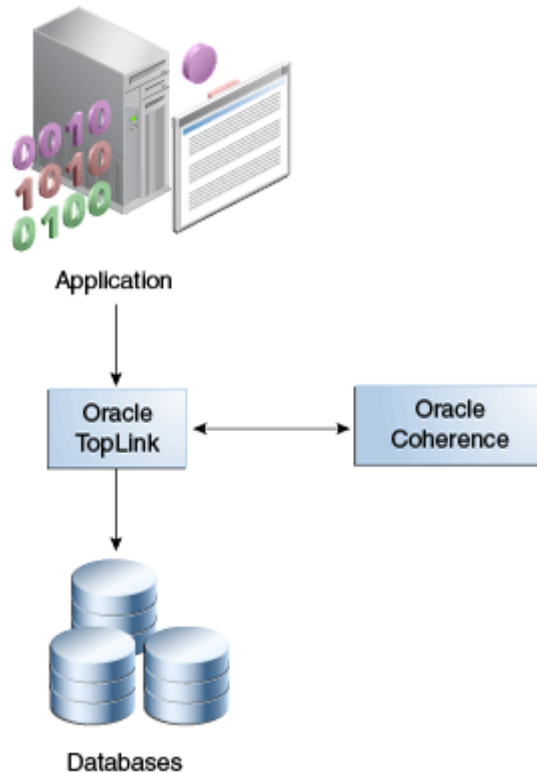 0010
1010
0100
Application
Oracle
TopLink
Oracle
Coherence
Databases